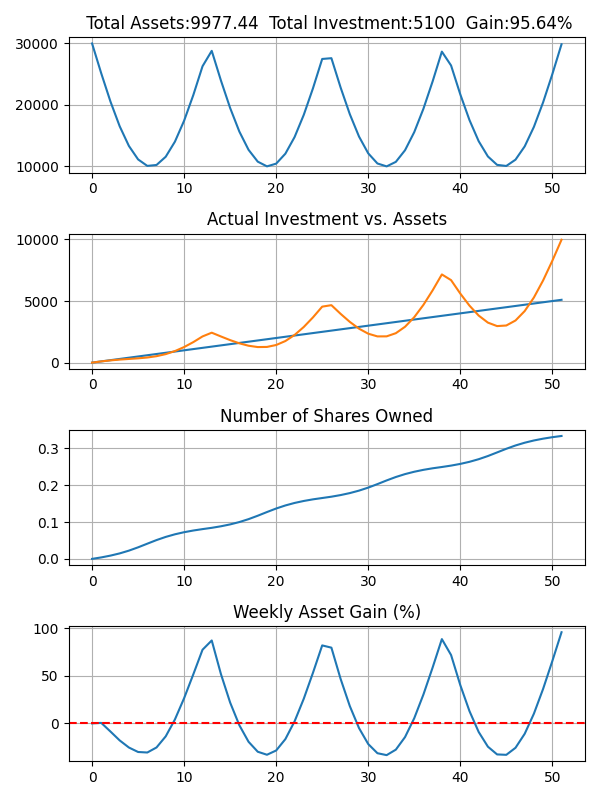 Total Assets:9977.44  Total Investment:5100  Gain:95.64%
30000
20000
10000
0 10 20 30 40 50
Actual Investment vs. Assets
10000
5000
0
0 10 20 30 40 50
Number of Shares Owned
0.3
0.2
0.1
0.0
0 10 20 30 40 50
Weekly Asset Gain (%)
100
50
0
0 10 20 30 40 50